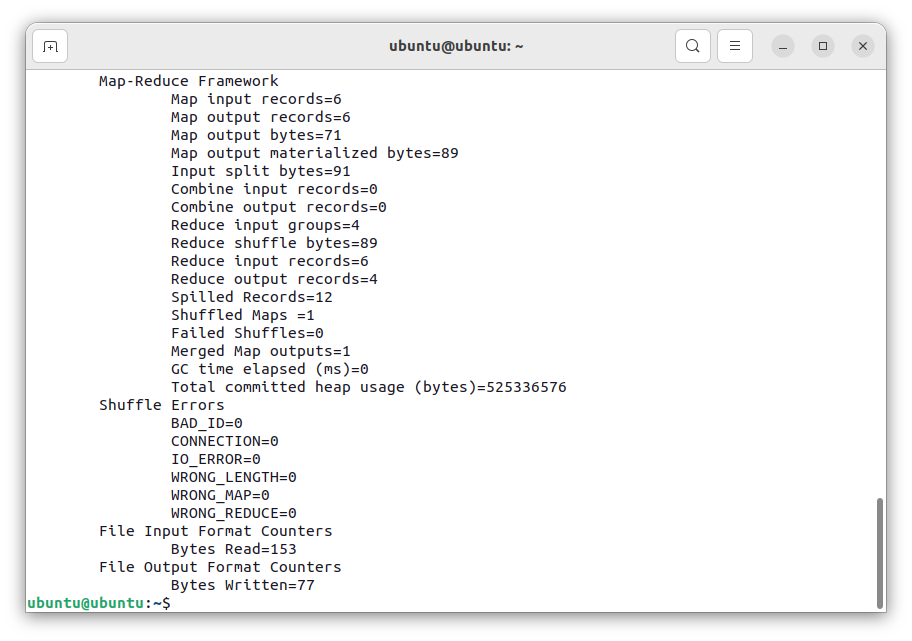 ubuntu@ubuntu: ~
Map-Reduce Framework
Map input records=6
Map output records=6
Map output bytes=71
Map output materialized bytes=89
Input split bytes=91
Combine input records=0
Combine output records=0
Reduce input groups=4
Reduce shuffle bytes=89
Reduce input records=6
Reduce output records=4
Spilled Records=12
Shuffled Maps =1
Failed Shuffles=0
Merged Map outputs=1
GC time elapsed (ms)=0
Total committed heap usage (bytes)=525336576
Shuffle Errors
BAD_ID=0
CONNECTION=0
IO_ERROR=0
WRONG_LENGTH=0
WRONG_MAP=0
WRONG_REDUCE=0
File Input Format Counters
Bytes Read=153
File Output Format Counters
Bytes Written=77
ubuntu@ubuntu:~$